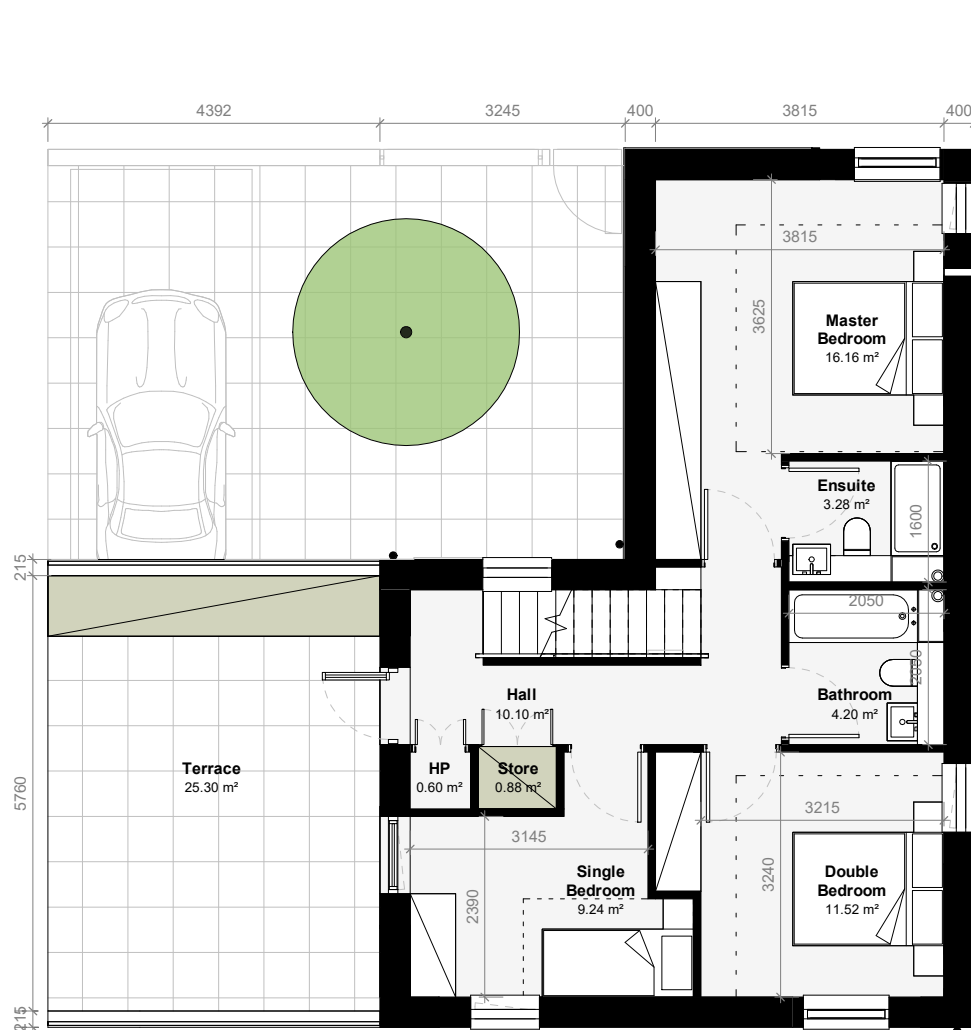 4392
3245
400
3815
400
3815
3625
Master
Bedroom
16.16 m²
Ensuite
3.28 m²
1600
215
2050
2050
Hall
10.10 m²
Bathroom
4.20 m²
Terrace
25.30 m²
HP
0.60 m²
Store
0.88 m²
5760
3215
3145
3240
Single
Bedroom
9.24 m²
Double
Bedroom
11.52 m²
2390
215